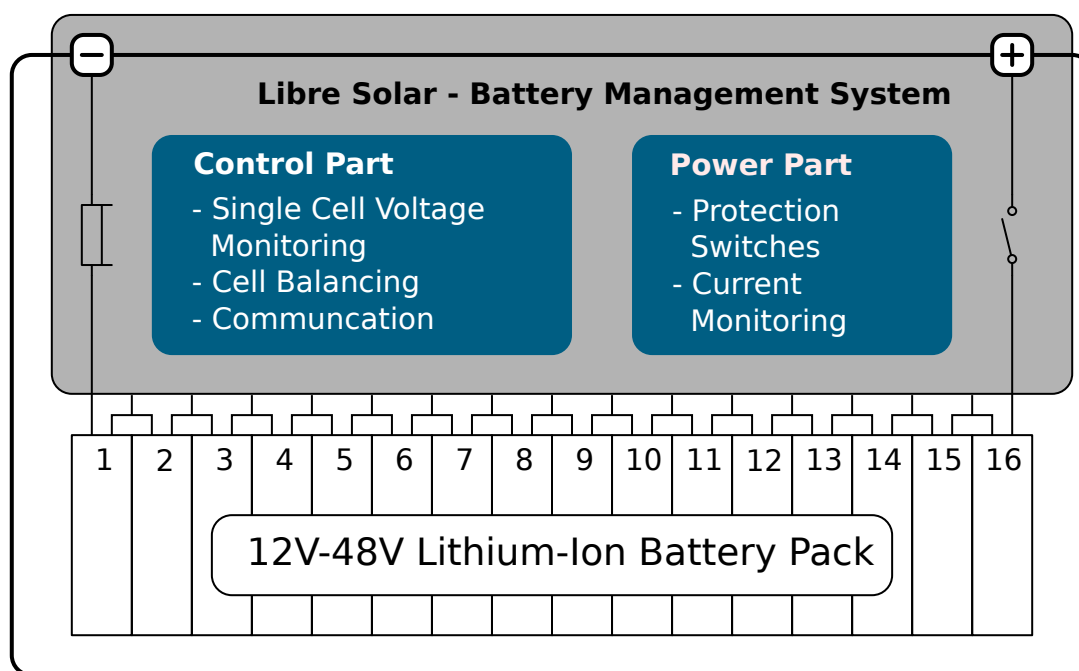 Libre Solar - Battery Management System
Control Part
- Single Cell Voltage
Monitoring
- Cell Balancing
- Communcation
Power Part
- Protection
Switches
- Current
Monitoring
1 2 3 4 5 6 7 8 9 10 11 12 13 14 15 16
12V-48V Lithium-Ion Battery Pack